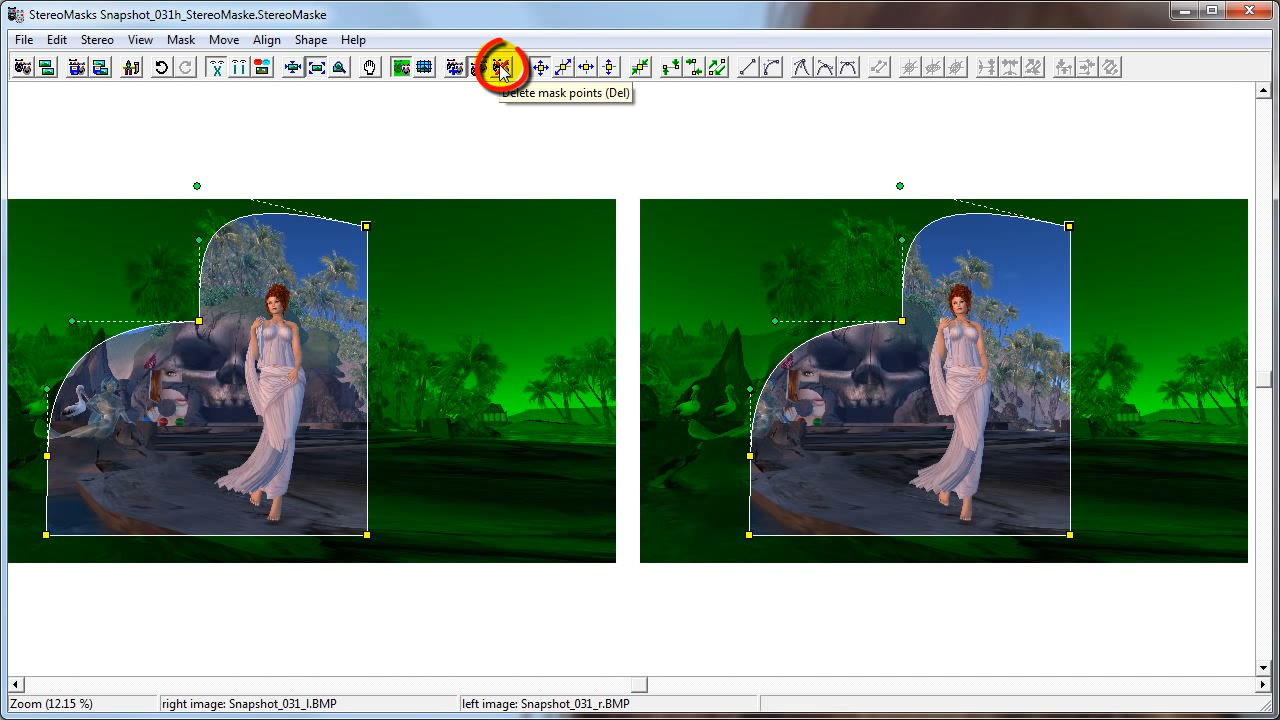 StereoMasks Snapshot_031h_StereoMaske.StereoMaske
File Edit Stereo View Mask Move Align Shape Help
Delete mask points (Del)
Zoom (12.15 %) right image: Snapshot_031_l.BMP left image: Snapshot_031_r.BMP